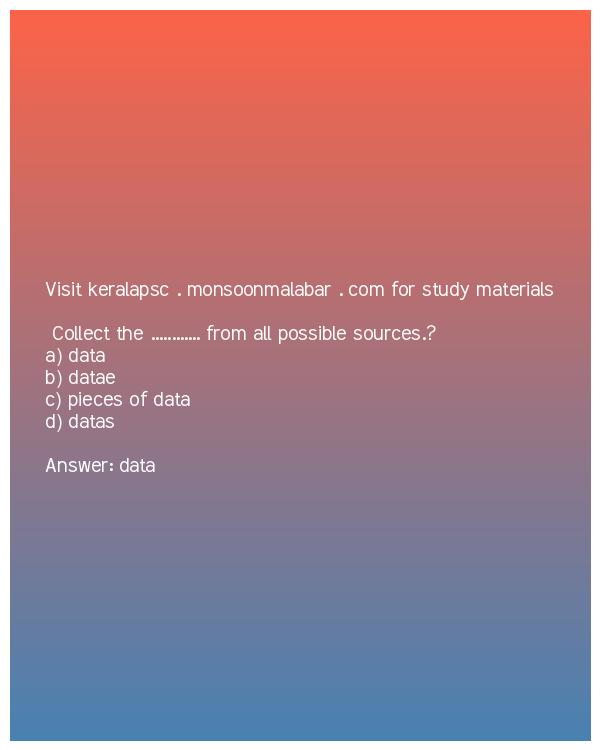 Visit keralapsc . monsoonmalabar . com for study materials
Collect the ............ from all possible sources.?
a) data
b) datae
c) pieces of data
d) datas
Answer: data